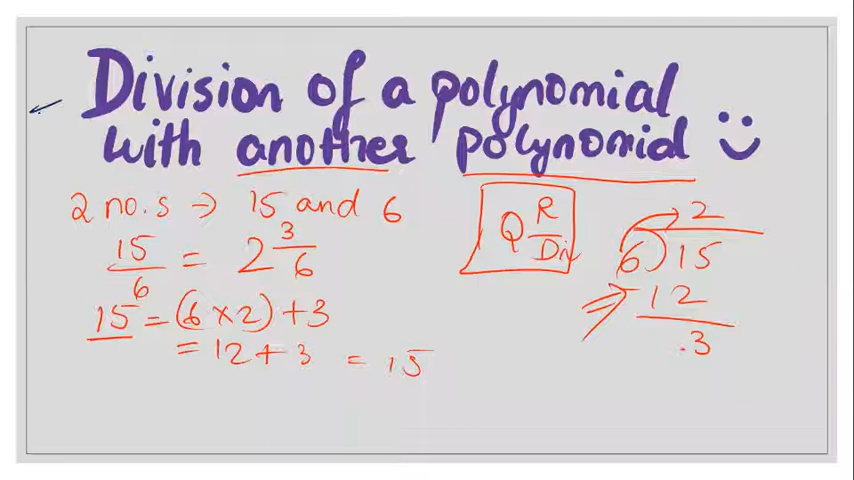 Division of a polynomial
with another polynomial
2 no.s → 15 and 6
15/6 = 2 3/6
15 = (6 × 2) + 3
= 12 + 3 = 15
Q R/Div
2
6)15
12
3